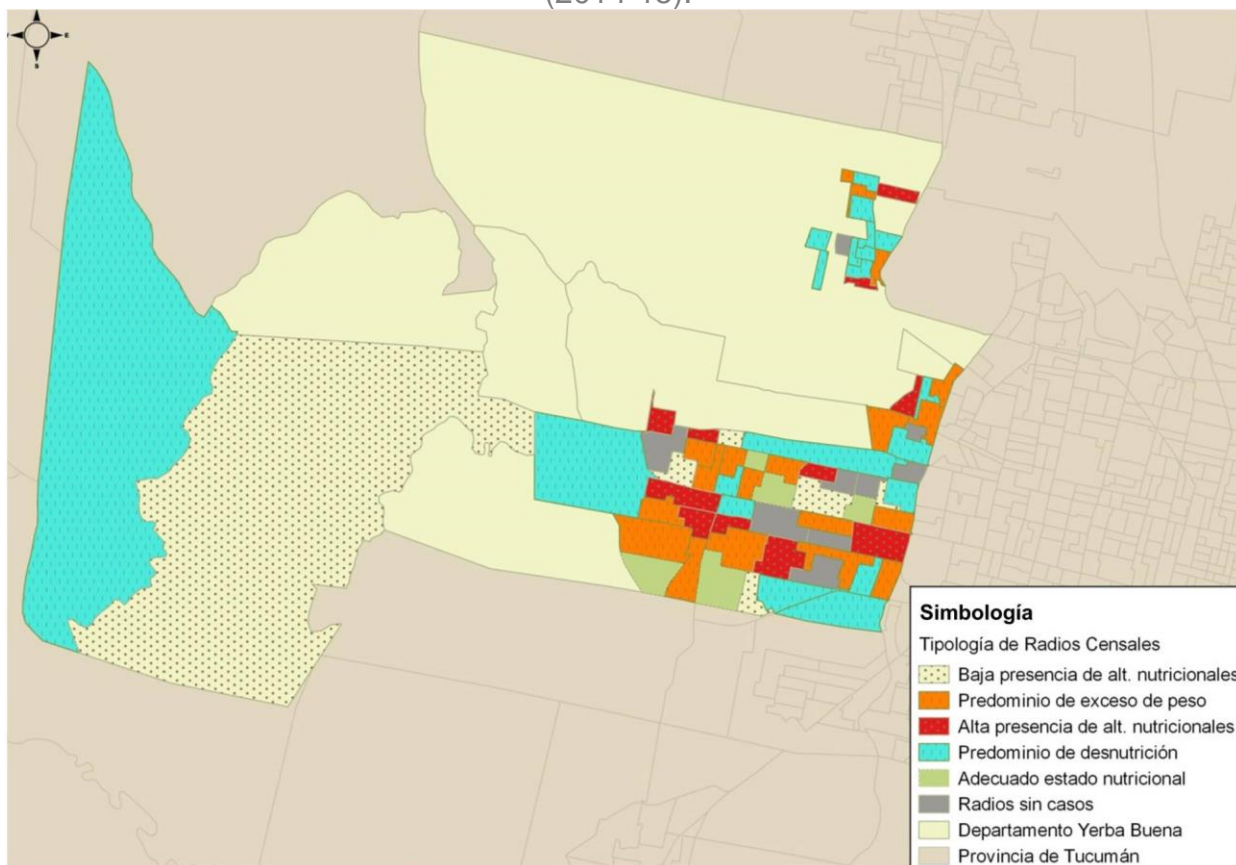 Simbología
Tipología de Radios Censales
Baja presencia de alt. nutricionales
Predominio de exceso de peso
Alta presencia de alt. nutricionales
Predominio de desnutrición
Adecuado estado nutricional
Radios sin casos
Departamento Yerba Buena
Provincia de Tucumán